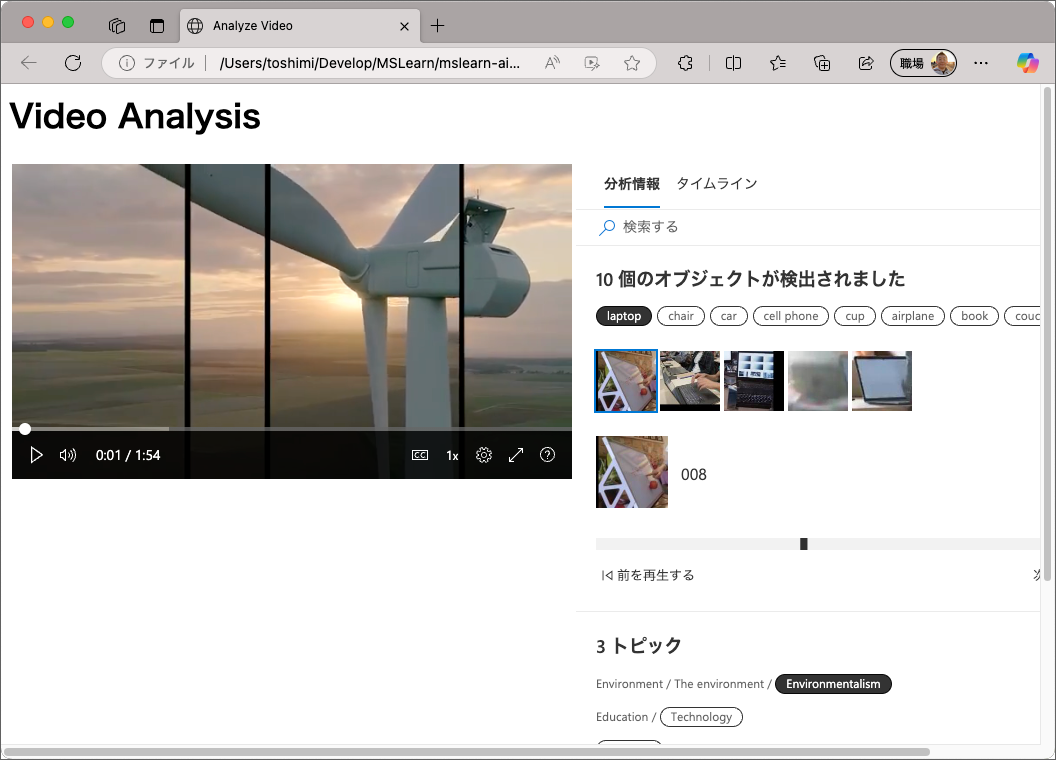 Analyze Video
ファイル /Users/toshimi/Develop/MSLearn/mslearn-ai... 職場
Video Analysis
分析情報 タイムライン
検索する
10 個のオブジェクトが検出されました
laptop chair car cell phone cup airplane book couc
008
0:01 / 1:54 CC 1x
前を再生する 次
3 トピック
Environment / The environment / Environmentalism
Education / Technology